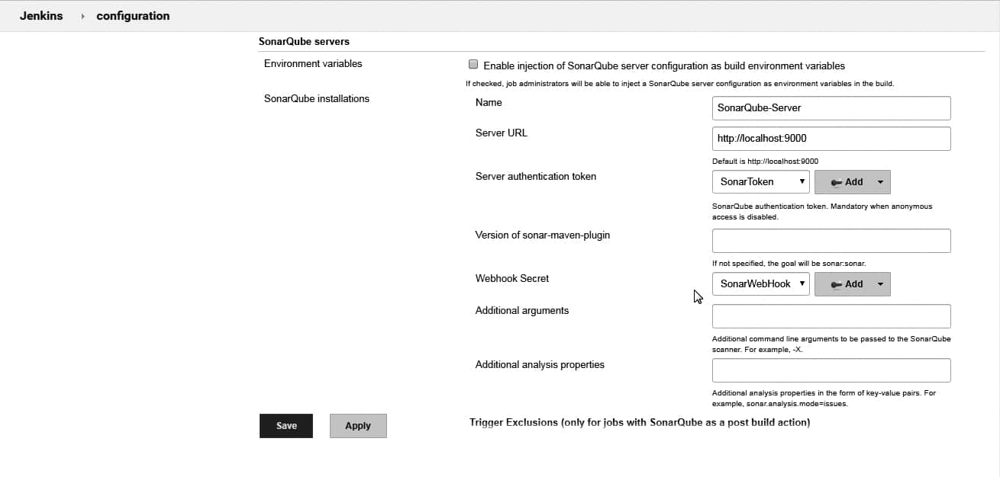 Jenkins configuration
SonarQube servers
Environment variables
Enable injection of SonarQube server configuration as build environment variables
If checked, job administrators will be able to inject a SonarQube server configuration as environment variables in the build.
SonarQube installations
Name
SonarQube-Server
Server URL
http://localhost:9000
Default is http://localhost:9000
Server authentication token
SonarToken
Add
SonarQube authentication token. Mandatory when anonymous
access is disabled.
Version of sonar-maven-plugin
If not specified, the goal will be sonar:sonar.
Webhook Secret
SonarWebHook
Add
Additional arguments
Additional command line arguments to be passed to the SonarQube
scanner. For example, -X.
Additional analysis properties
Additional analysis properties in the form of key-value pairs. For
example, sonar.analysis.mode=issues.
Save
Apply
Trigger Exclusions (only for jobs with SonarQube as a post build action)